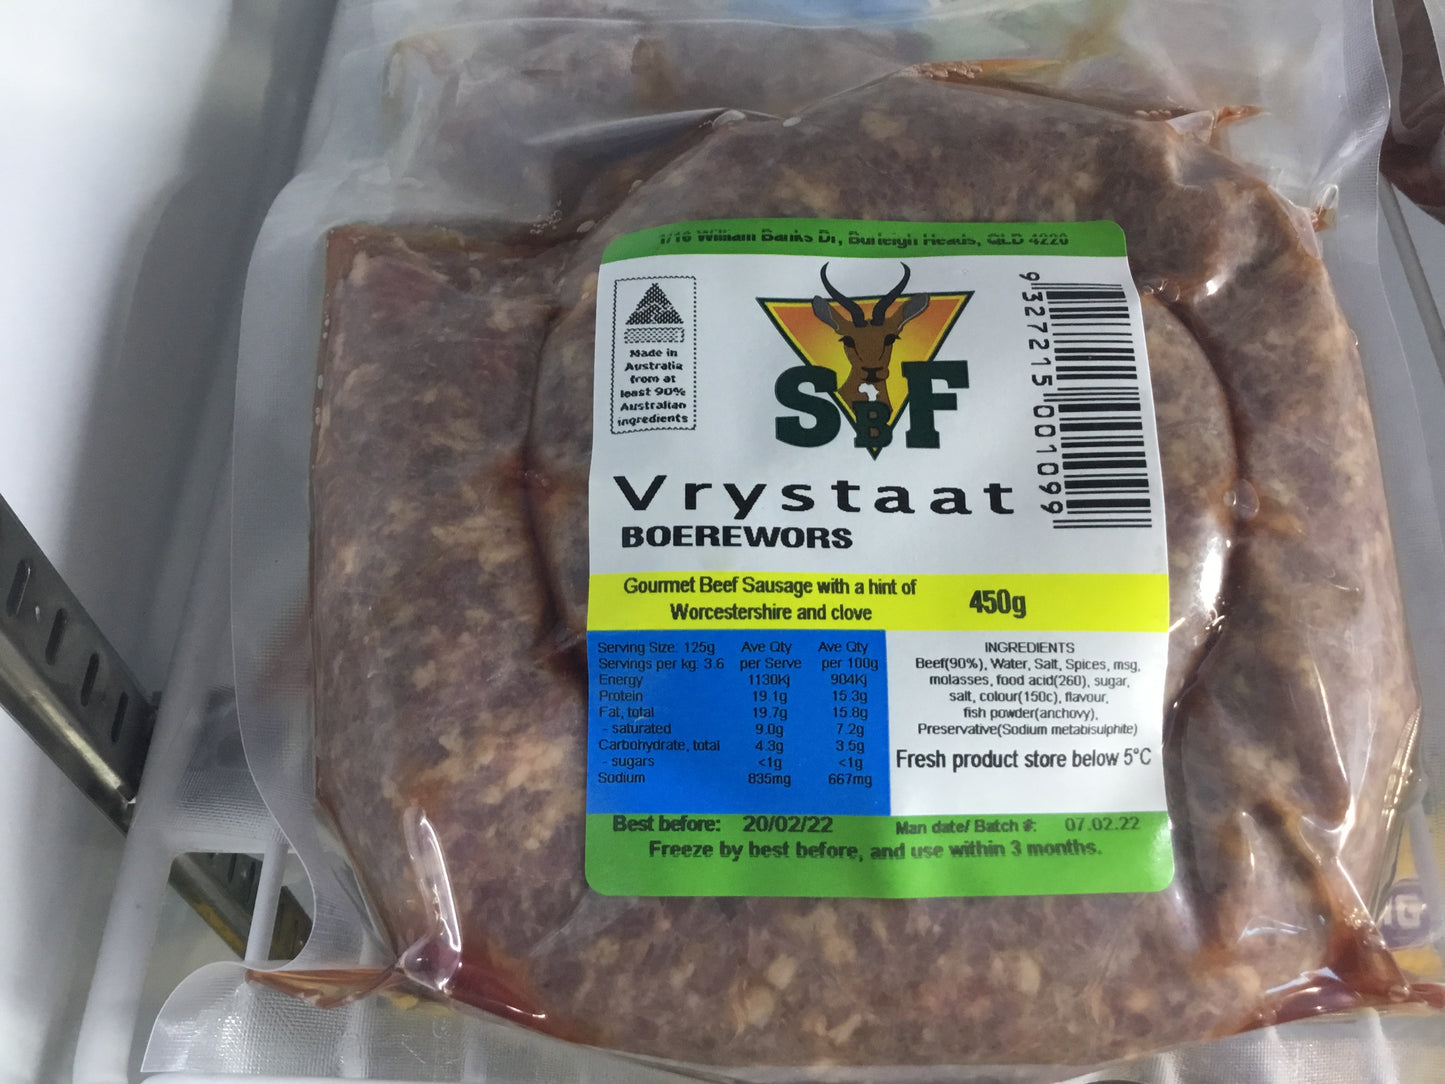 1/16 William Banks Dr, Burleigh Heads, QLD 4220
Made in
Australia
from at
least 90%
Australian
ingredients
SBF
9 327215 001099
Vrystaat
BOEREWORS
Gourmet Beef Sausage with a hint of
Worcestershire and clove
450g
Serving Size: 125g Ave Qty Ave Qty
Servings per kg: 3.6 per Serve per 100g
Energy 1130Kj 904Kj
Protein 19.1g 15.3g
Fat, total 19.7g 15.8g
- saturated 9.0g 7.2g
Carbohydrate, total 4.3g 3.5g
- sugars <1g <1g
Sodium 835mg 667mg
INGREDIENTS
Beef(90%), Water, Salt, Spices, msg,
molasses, food acid(260), sugar,
salt, colour(150c), flavour,
fish powder(anchovy),
Preservative(Sodium metabisulphite)
Fresh product store below 5°C
Best before: 20/02/22 Man date/ Batch #: 07.02.22
Freeze by best before, and use within 3 months.